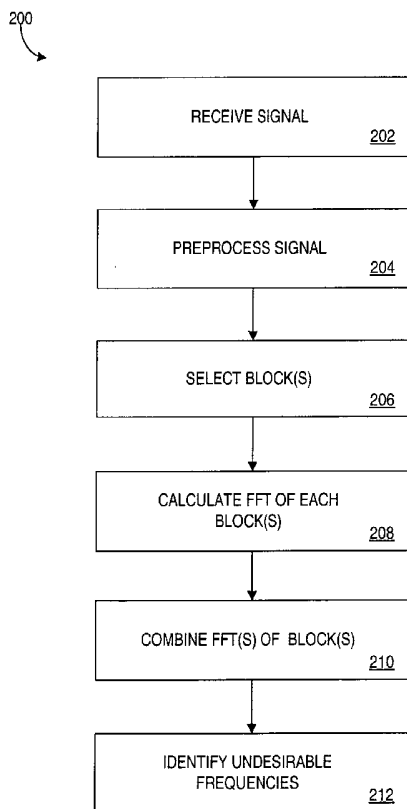 200
RECEIVE SIGNAL
202
PREPROCESS SIGNAL
204
SELECT BLOCK(S)
206
CALCULATE FFT OF EACH
BLOCK(S)
208
COMBINE FFT(S) OF BLOCK(S)
210
IDENTIFY UNDESIRABLE
FREQUENCIES
212